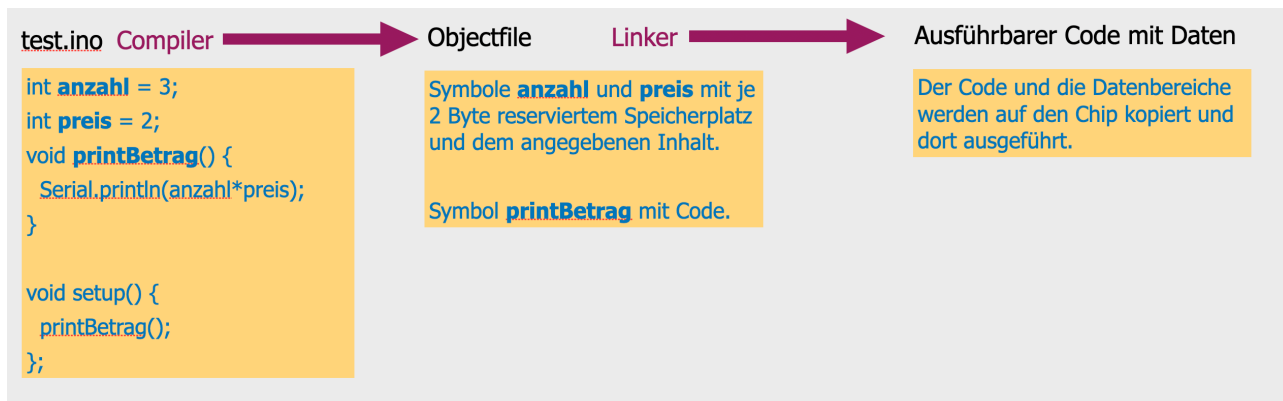 test.ino Compiler Objectfile Linker Ausführbarer Code mit Daten
int anzahl = 3;
int preis = 2;
void printBetrag() {
Serial.println(anzahl*preis);
}
void setup() {
printBetrag();
};
Symbole anzahl und preis mit je
2 Byte reserviertem Speicherplatz
und dem angegebenen Inhalt.
Symbol printBetrag mit Code.
Der Code und die Datenbereiche
werden auf den Chip kopiert und
dort ausgeführt.